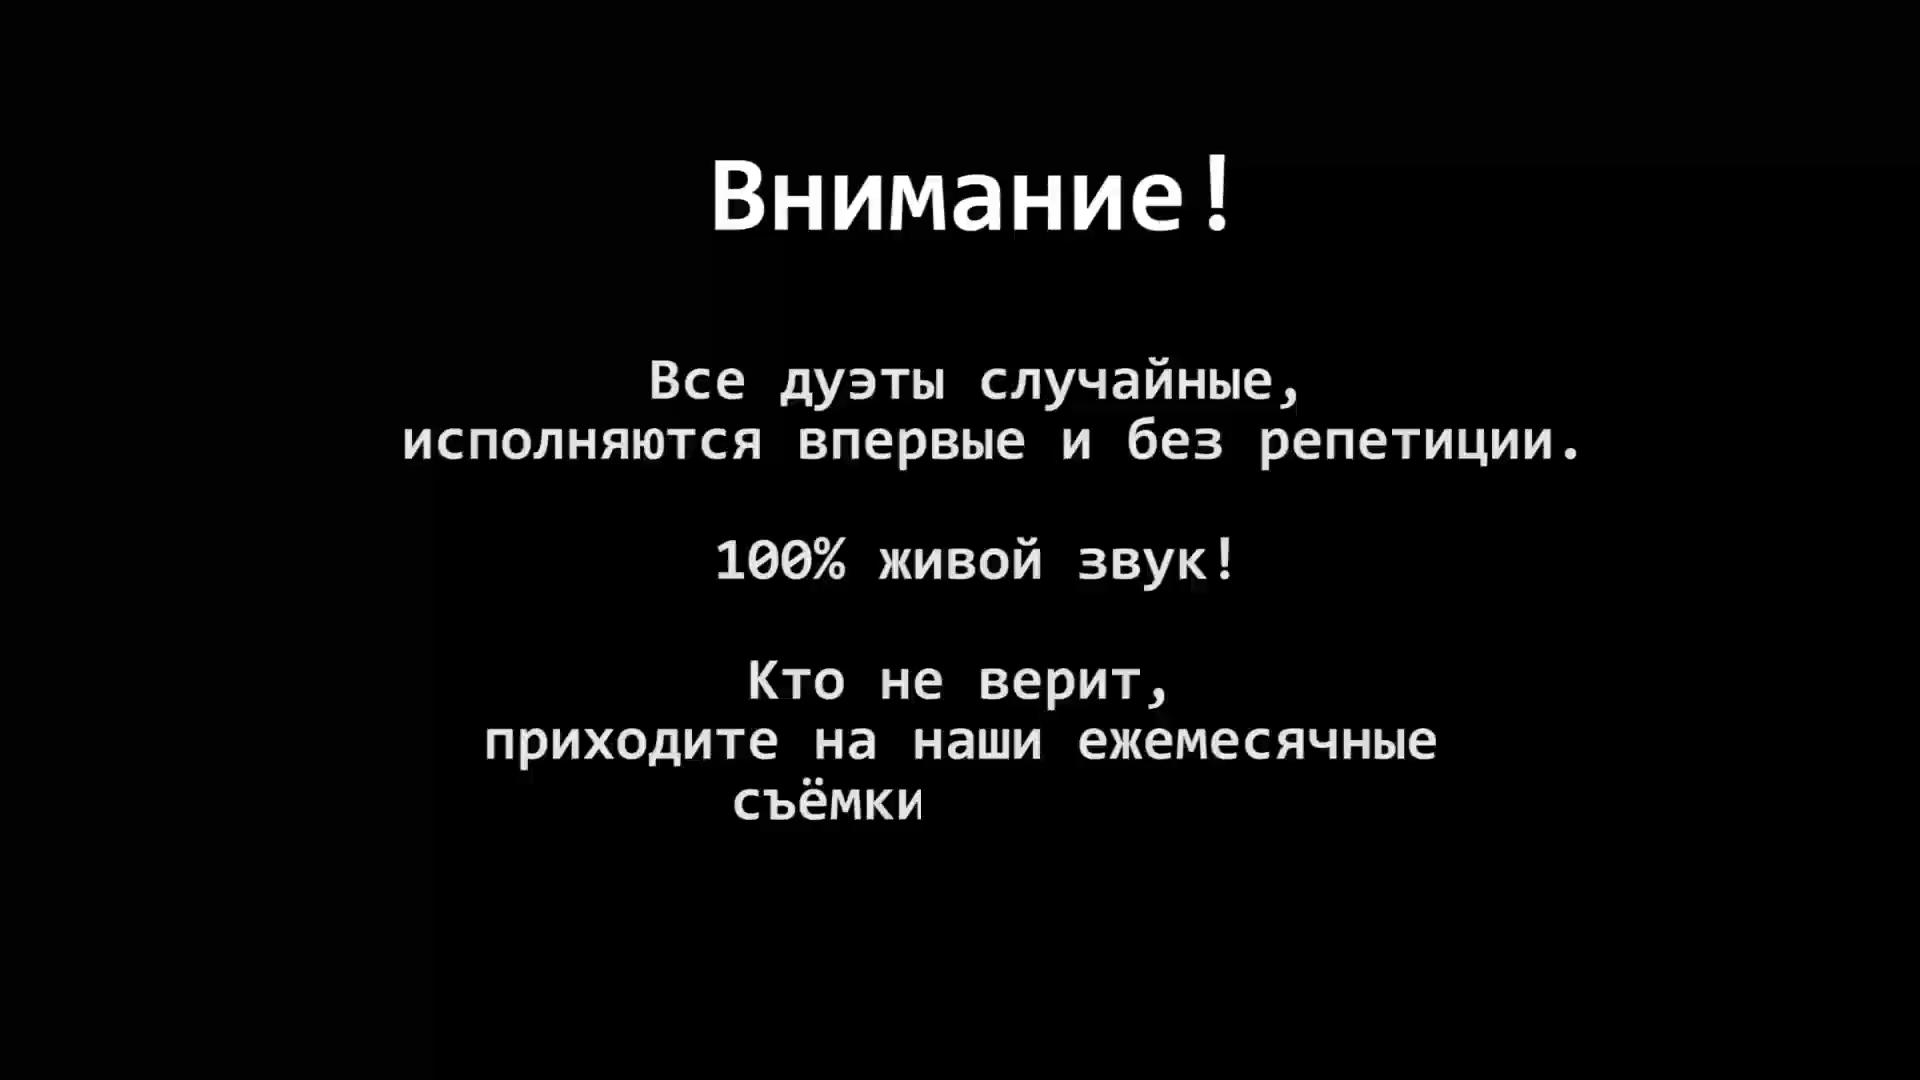 Внимание!
Все дуэты случайные,
исполняются впервые и без репетиции.
100% живой звук!
Кто не верит,
приходите на наши ежемесячные
съёмки